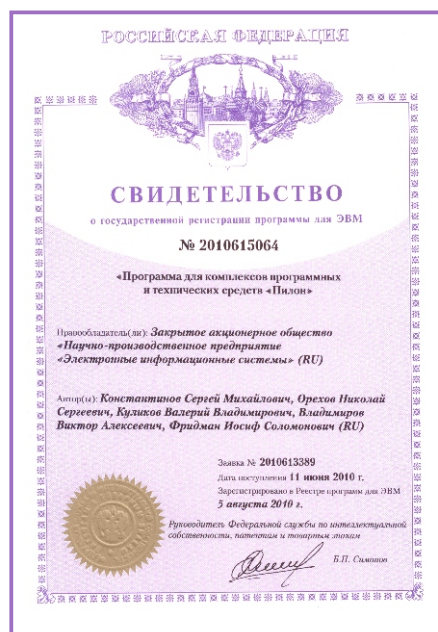 РОССИЙСКАЯ ФЕДЕРАЦИЯ
СВИДЕТЕЛЬСТВО
о государственной регистрации программы для ЭВМ
№ 2010615064
«Программа для комплексов программных
и технических средств «Пилон»
Правообладатель(ли): Закрытое акционерное общество
«Научно-производственное предприятие
«Электронные информационные системы» (RU)
Автор(ы): Константинов Сергей Михайлович, Орехов Николай
Сергеевич, Куликов Валерий Владимирович, Владимиров
Виктор Алексеевич, Фридман Иосиф Соломонович (RU)
Заявка № 2010613389
Дата поступления 11 июня 2010 г.
Зарегистрировано в Реестре программ для ЭВМ
5 августа 2010 г.
Руководитель Федеральной службы по интеллектуальной
собственности, патентам и товарным знакам
Б.П. Симонов